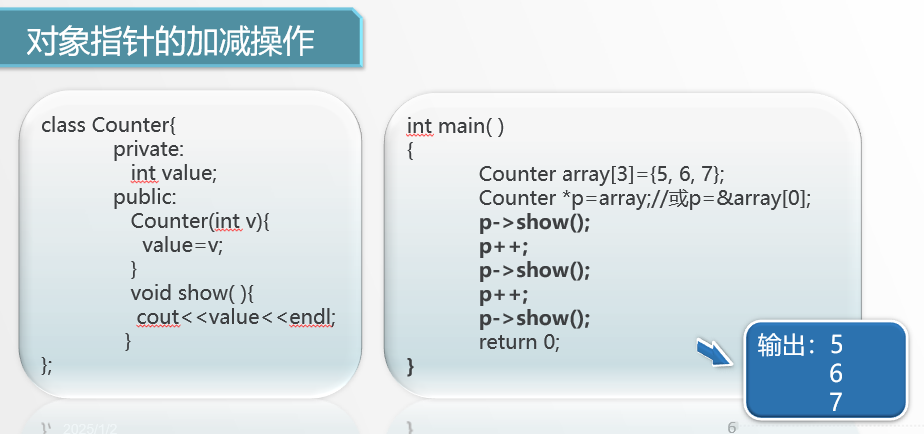 对象指针的加减操作
class Counter{
private:
int value;
public:
Counter(int v){
value=v;
}
void show( ){
cout<<value<<endl;
}
};
int main( )
{
Counter array[3]={5, 6, 7};
Counter *p=array;//或p=&array[0];
p->show();
p++;
p->show();
p++;
p->show();
return 0;
}
输出：5
6
7
2025/1/2
6